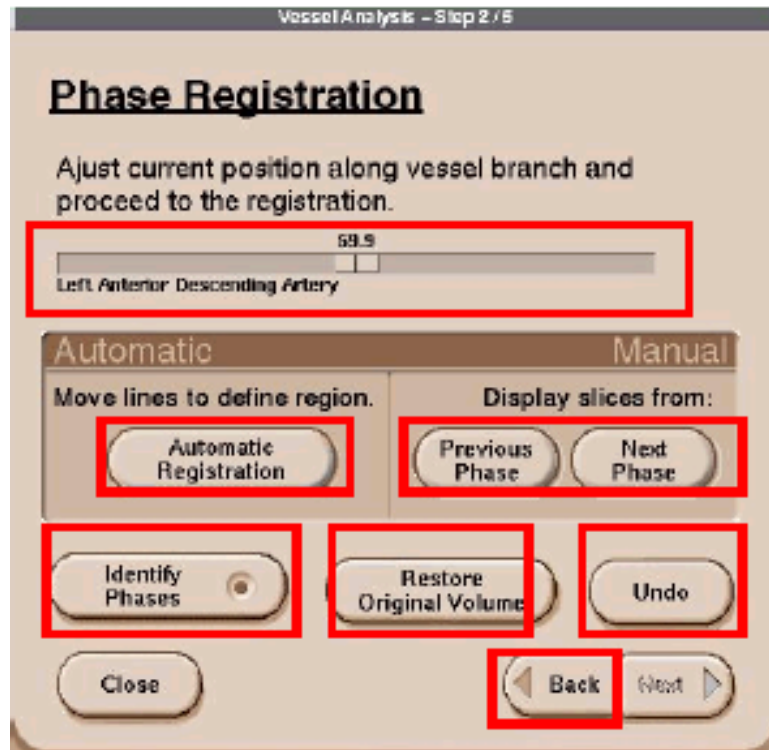 Vessel Analysis – Step 2 / 5
Phase Registration
Ajust current position along vessel branch and
proceed to the registration.
59.9
Left Anterior Descending Artery
Automatic Manual
Move lines to define region. Display slices from:
Automatic
Registration
Previous
Phase
Next
Phase
Identify
Phases
Restore
Original Volume
Undo
Close
Back
Next